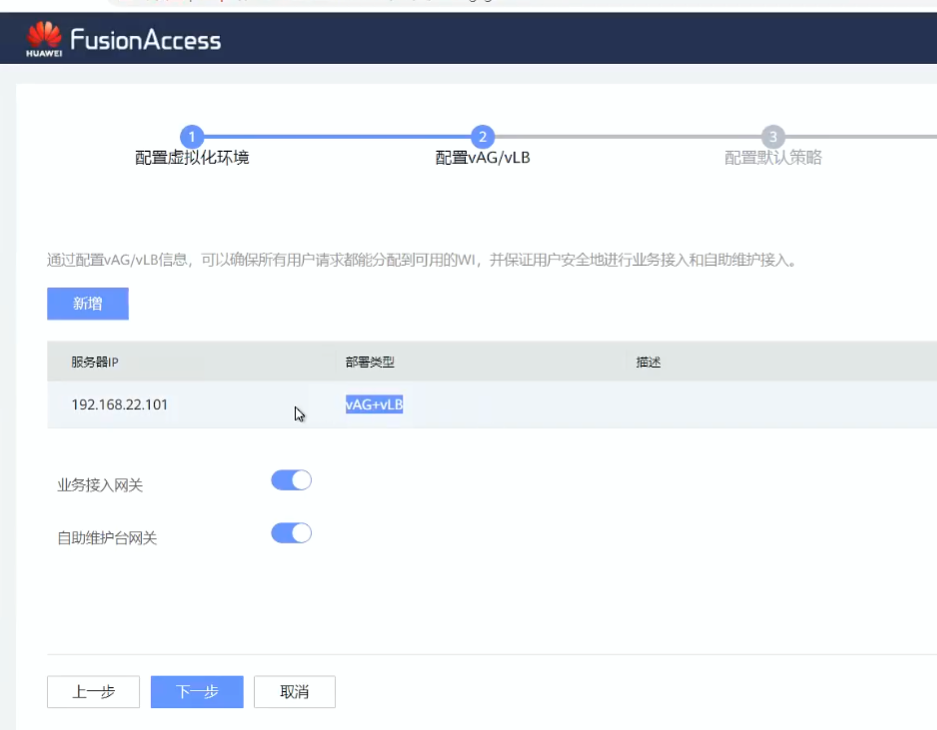 HUAWEI FusionAccess
1 2 3
配置虚拟化环境 配置vAG/vLB 配置默认策略
通过配置vAG/vLB信息，可以确保所有用户请求都能分配到可用的WI，并保证用户安全地进行业务接入和自助维护接入。
新增
服务器IP 部署类型 描述
192.168.22.101 vAG+vLB
业务接入网关
自助维护台网关
上一步 下一步 取消